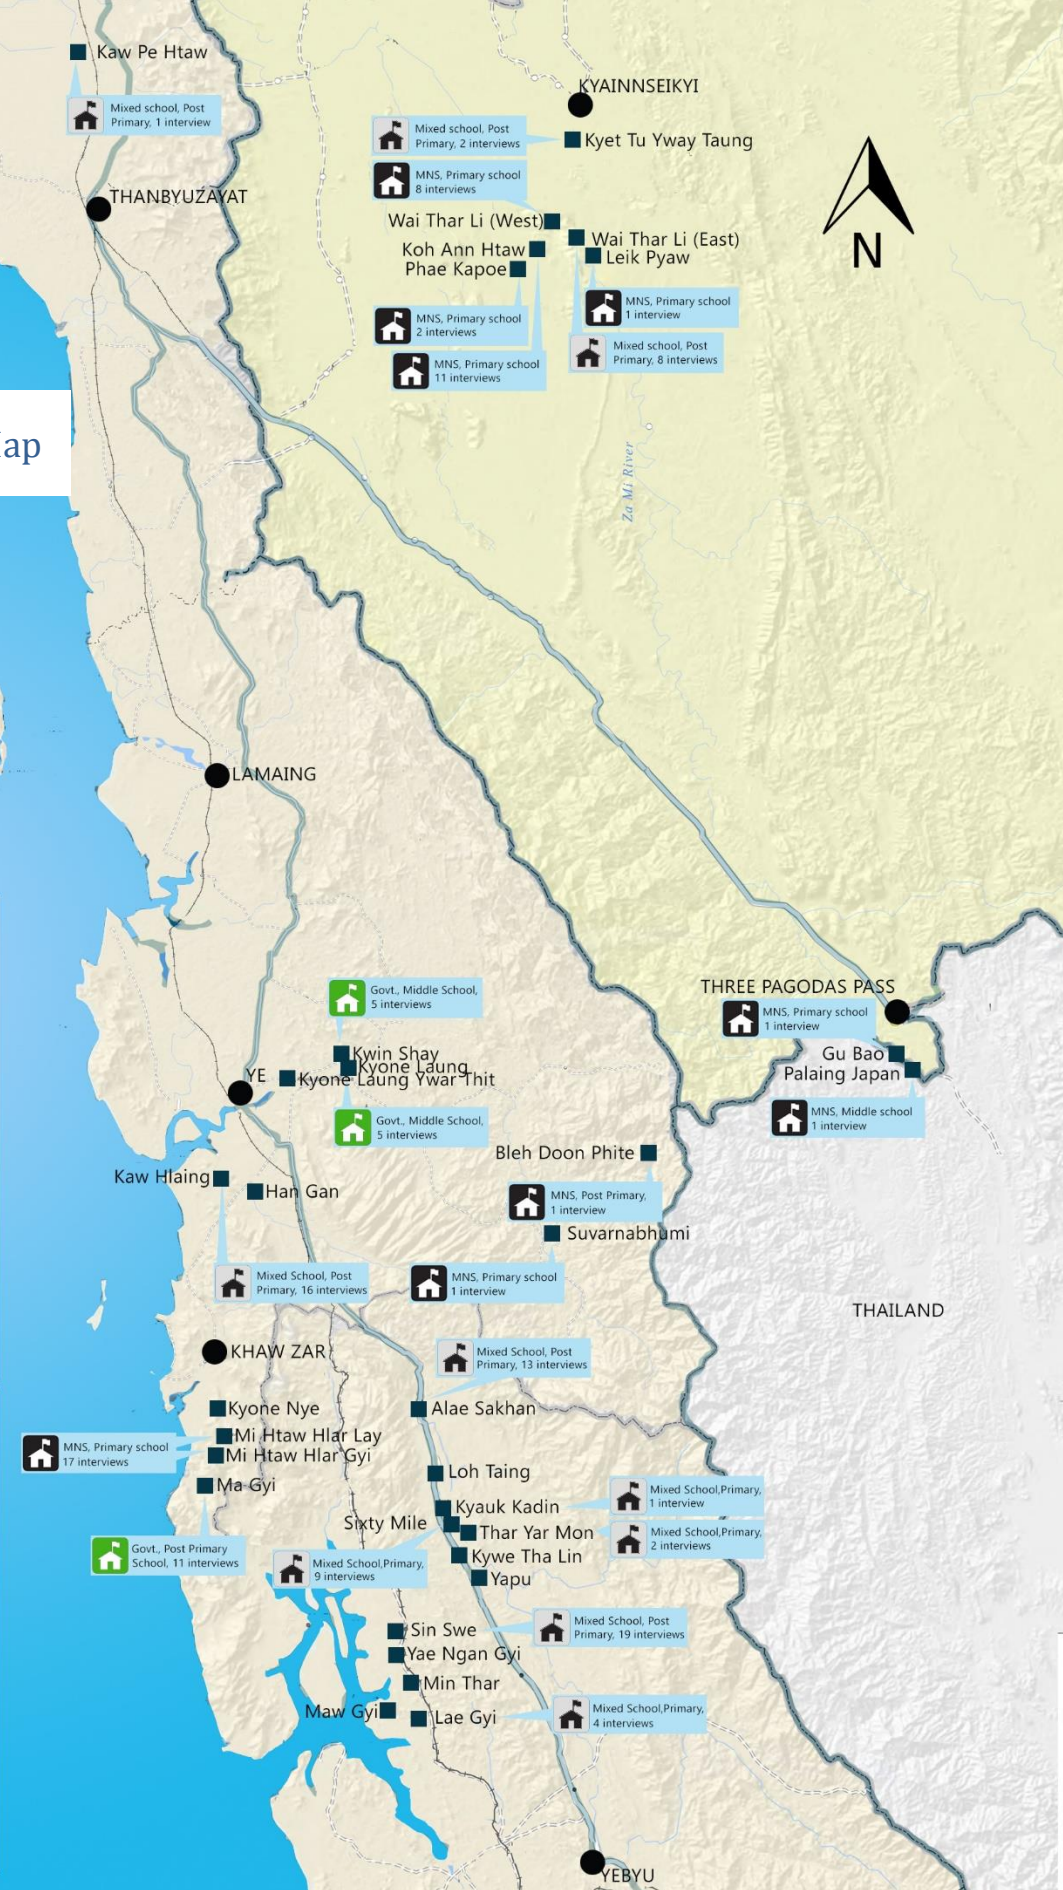 Kaw Pe Htaw
Mixed school, Post
Primary, 1 interview
THANBYUZAYAT
KYAINNSEIKYI
Mixed school, Post
Primary, 2 interviews
Kyet Tu Yway Taung
MNS, Primary school
8 interviews
Wai Thar Li (West)
Wai Thar Li (East)
Koh Ann Htaw
Leik Pyaw
Phae Kapoe
N
MNS, Primary school
1 interview
MNS, Primary school
2 interviews
Mixed school, Post
Primary, 8 interviews
MNS, Primary school
11 interviews
ap
Za Mi River
LAMAING
Govt., Middle School,
5 interviews
THREE PAGODAS PASS
MNS, Primary school
1 interview
Kwin Shay
Kyone Laung
Gu Bao
YE
Kyone Laung Ywar Thit
Palaing Japan
Govt., Middle School,
5 interviews
MNS, Middle school
1 interview
Bleh Doon Phite
Kaw Hlaing
Han Gan
MNS, Post Primary,
1 interview
Suvarnabhumi
Mixed School, Post
Primary, 16 interviews
MNS, Primary school
1 interview
THAILAND
KHAW ZAR
Mixed School, Post
Primary, 13 interviews
Kyone Nye
Alae Sakhan
Mi Htaw Hlar Lay
MNS, Primary school
17 interviews
Mi Htaw Hlar Gyi
Loh Taing
Ma Gyi
Mixed School,Primary,
1 interview
Kyauk Kadin
Sixty Mile
Thar Yar Mon
Mixed School,Primary,
2 interviews
Govt., Post Primary
School, 11 interviews
Kywe Tha Lin
Mixed School,Primary,
9 interviews
Yapu
Sin Swe
Mixed School, Post
Primary, 19 interviews
Yae Ngan Gyi
Min Thar
Maw Gyi
Lae Gyi
Mixed School,Primary,
4 interviews
YEBYU